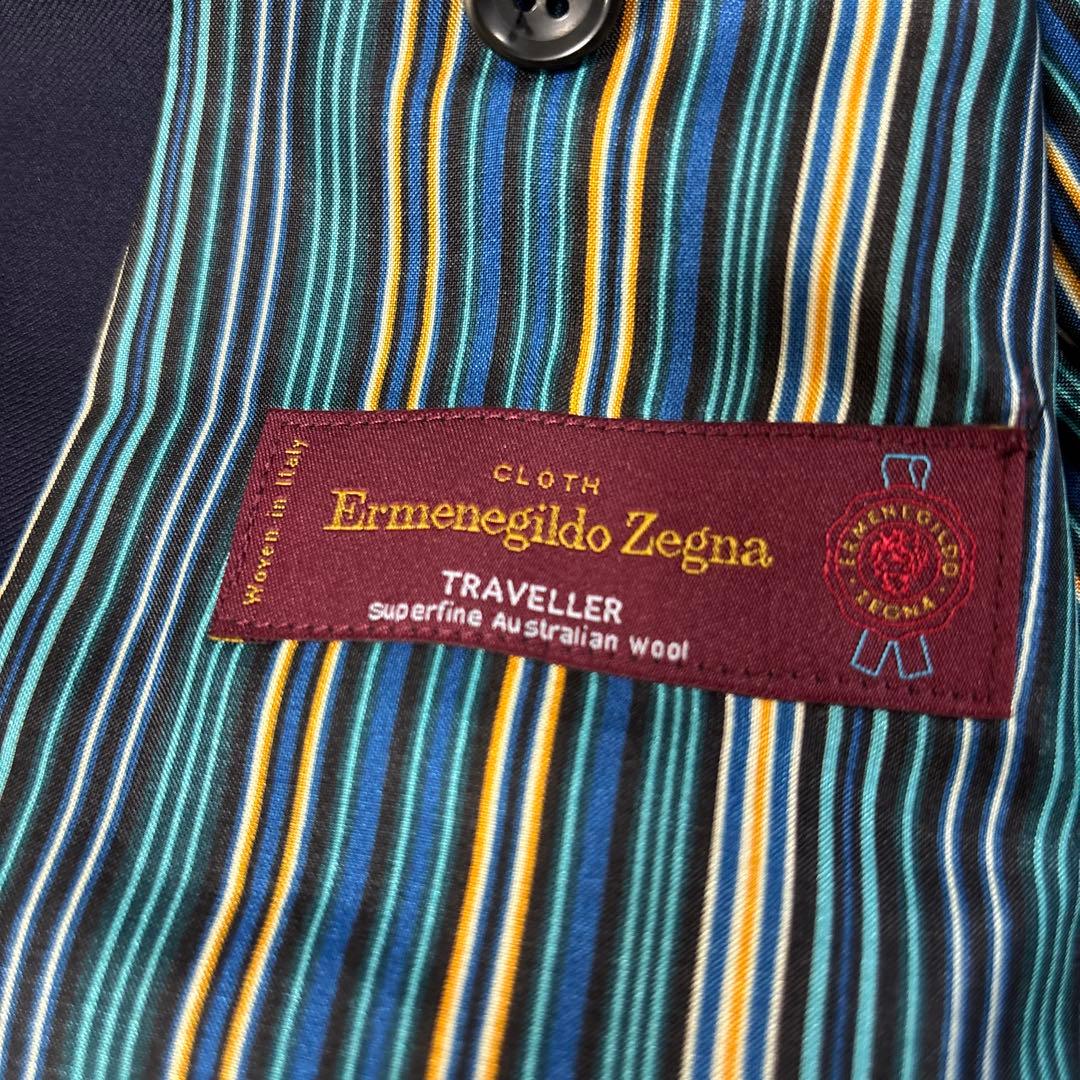 Woven in Italy
CLOTH
Ermenegildo Zegna
TRAVELLER
superfine Australian wool
ERMENEGILDO
· ZEGNA ·